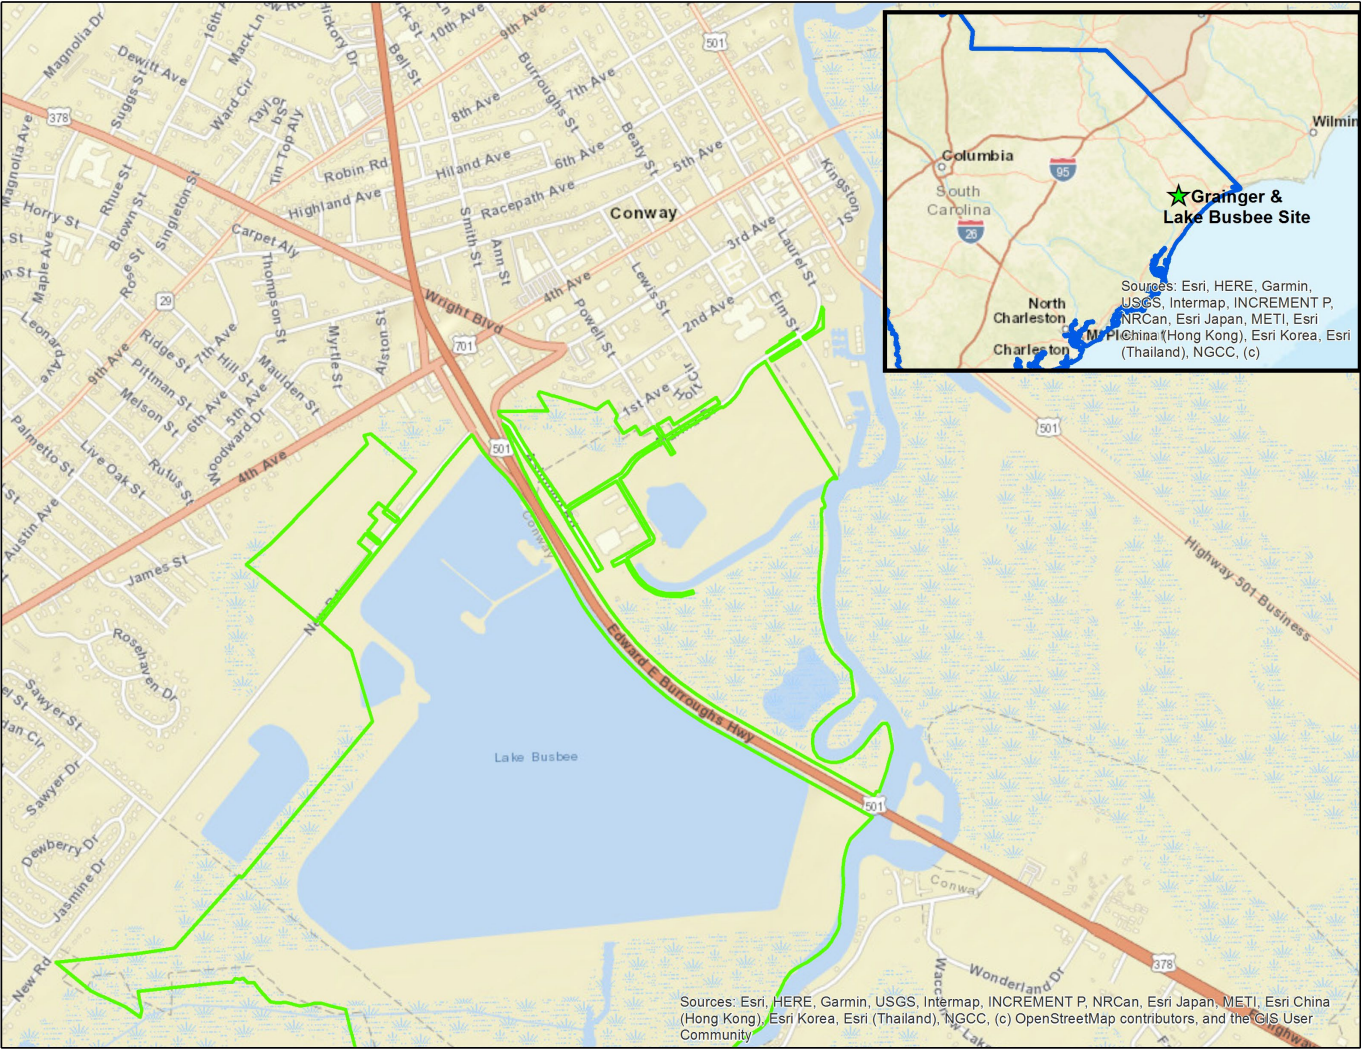 Magnolia Dr
16th Ave
Mack Ln
Hickory Dr
10th Ave
9th Ave
Bell St
Dewitt Ave
Suggs St
Ward Cir
Tin Top Aly
Burroughs St
7th Ave
8th Ave
501
378
Magnolia Ave
Rhue St
Robin Rd
Hiland Ave
6th Ave
Beaty St
5th Ave
Kingston
St
Horry St
Brown St
Singleton St
Highland Ave
Racepath Ave
Conway
Maple Ave
Carpet Aly
Smith St
Ann St
3rd Ave
Laurel St
Rose St
Thompson St
4th Ave
Lewis St
Elm St
29
Wright Blvd
Powell St
2nd Ave
Leonard Ave
Ridge St
7th Ave
Myrtle St
Alston St
701
9th Ave
Hill St
Maulden St
Pittman St
5th Ave
Melson St
6th Ave
Woodward Dr
1st Ave
Holt Cir
Palmetto St
Live Oak St
Rufus St
4th Ave
501
501
Austin Ave
James St
Conway
Highway 501 Business
Rosehaven Dr
Edward E Burroughs Hwy
Sawyer St
Lake Busbee
Sawyer Dr
501
Dewberry Dr
Jasmine Dr
Conway
New Rd
Wonderland Dr
378
Columbia
95
South
Carolina
26
Grainger &
Lake Busbee Site
Wilmin
North
Charleston
Charleston
Sources: Esri, HERE, Garmin,
USGS, Intermap, INCREMENT P,
NRCan, Esri Japan, METI, Esri
China (Hong Kong), Esri Korea, Esri
(Thailand), NGCC, (c)
Sources: Esri, HERE, Garmin, USGS, Intermap, INCREMENT P, NRCan, Esri Japan, METI, Esri China
(Hong Kong), Esri Korea, Esri (Thailand), NGCC, (c) OpenStreetMap contributors, and the GIS User
Community